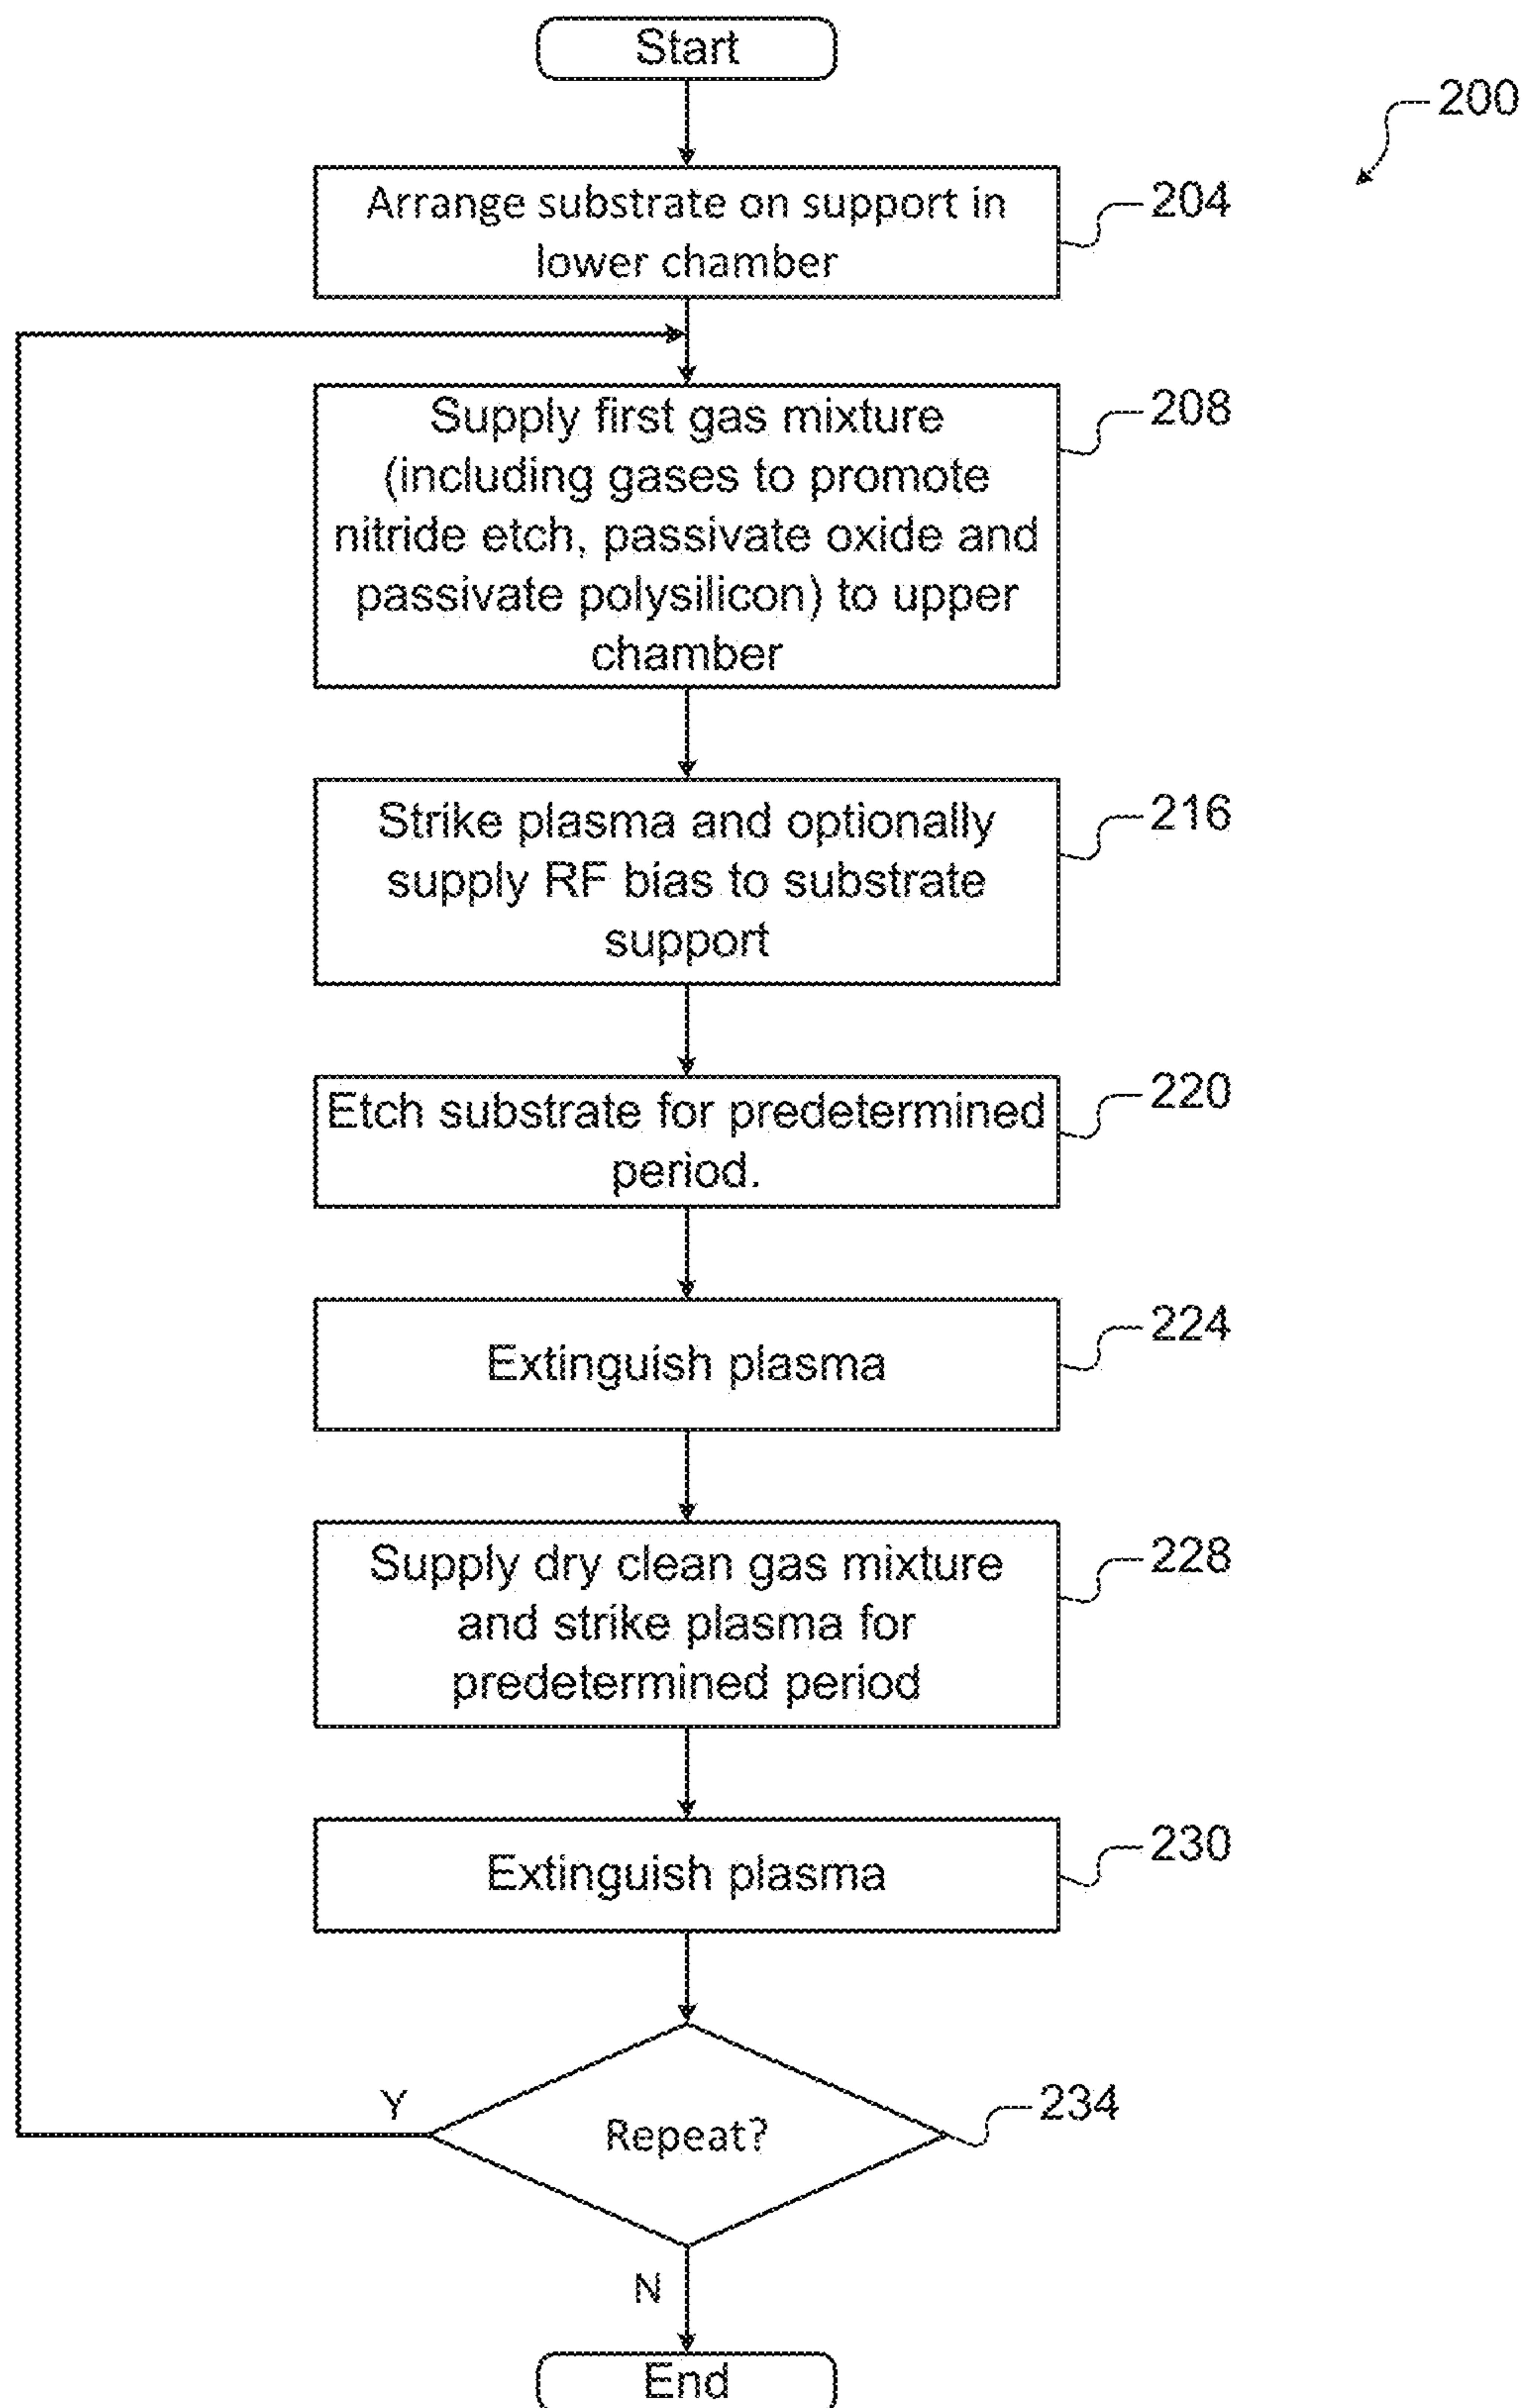 Start
200
Arrange substrate on support in
lower chamber
204
Supply first gas mixture
(including gases to promote
nitride etch, passivate oxide and
passivate polysilicon) to upper
chamber
208
Strike plasma and optionally
supply RF bias to substrate
support
216
Etch substrate for predetermined
period.
220
Extinguish plasma
224
Supply dry clean gas mixture
and strike plasma for
predetermined period
228
Extinguish plasma
230
Y
Repeat?
234
N
End